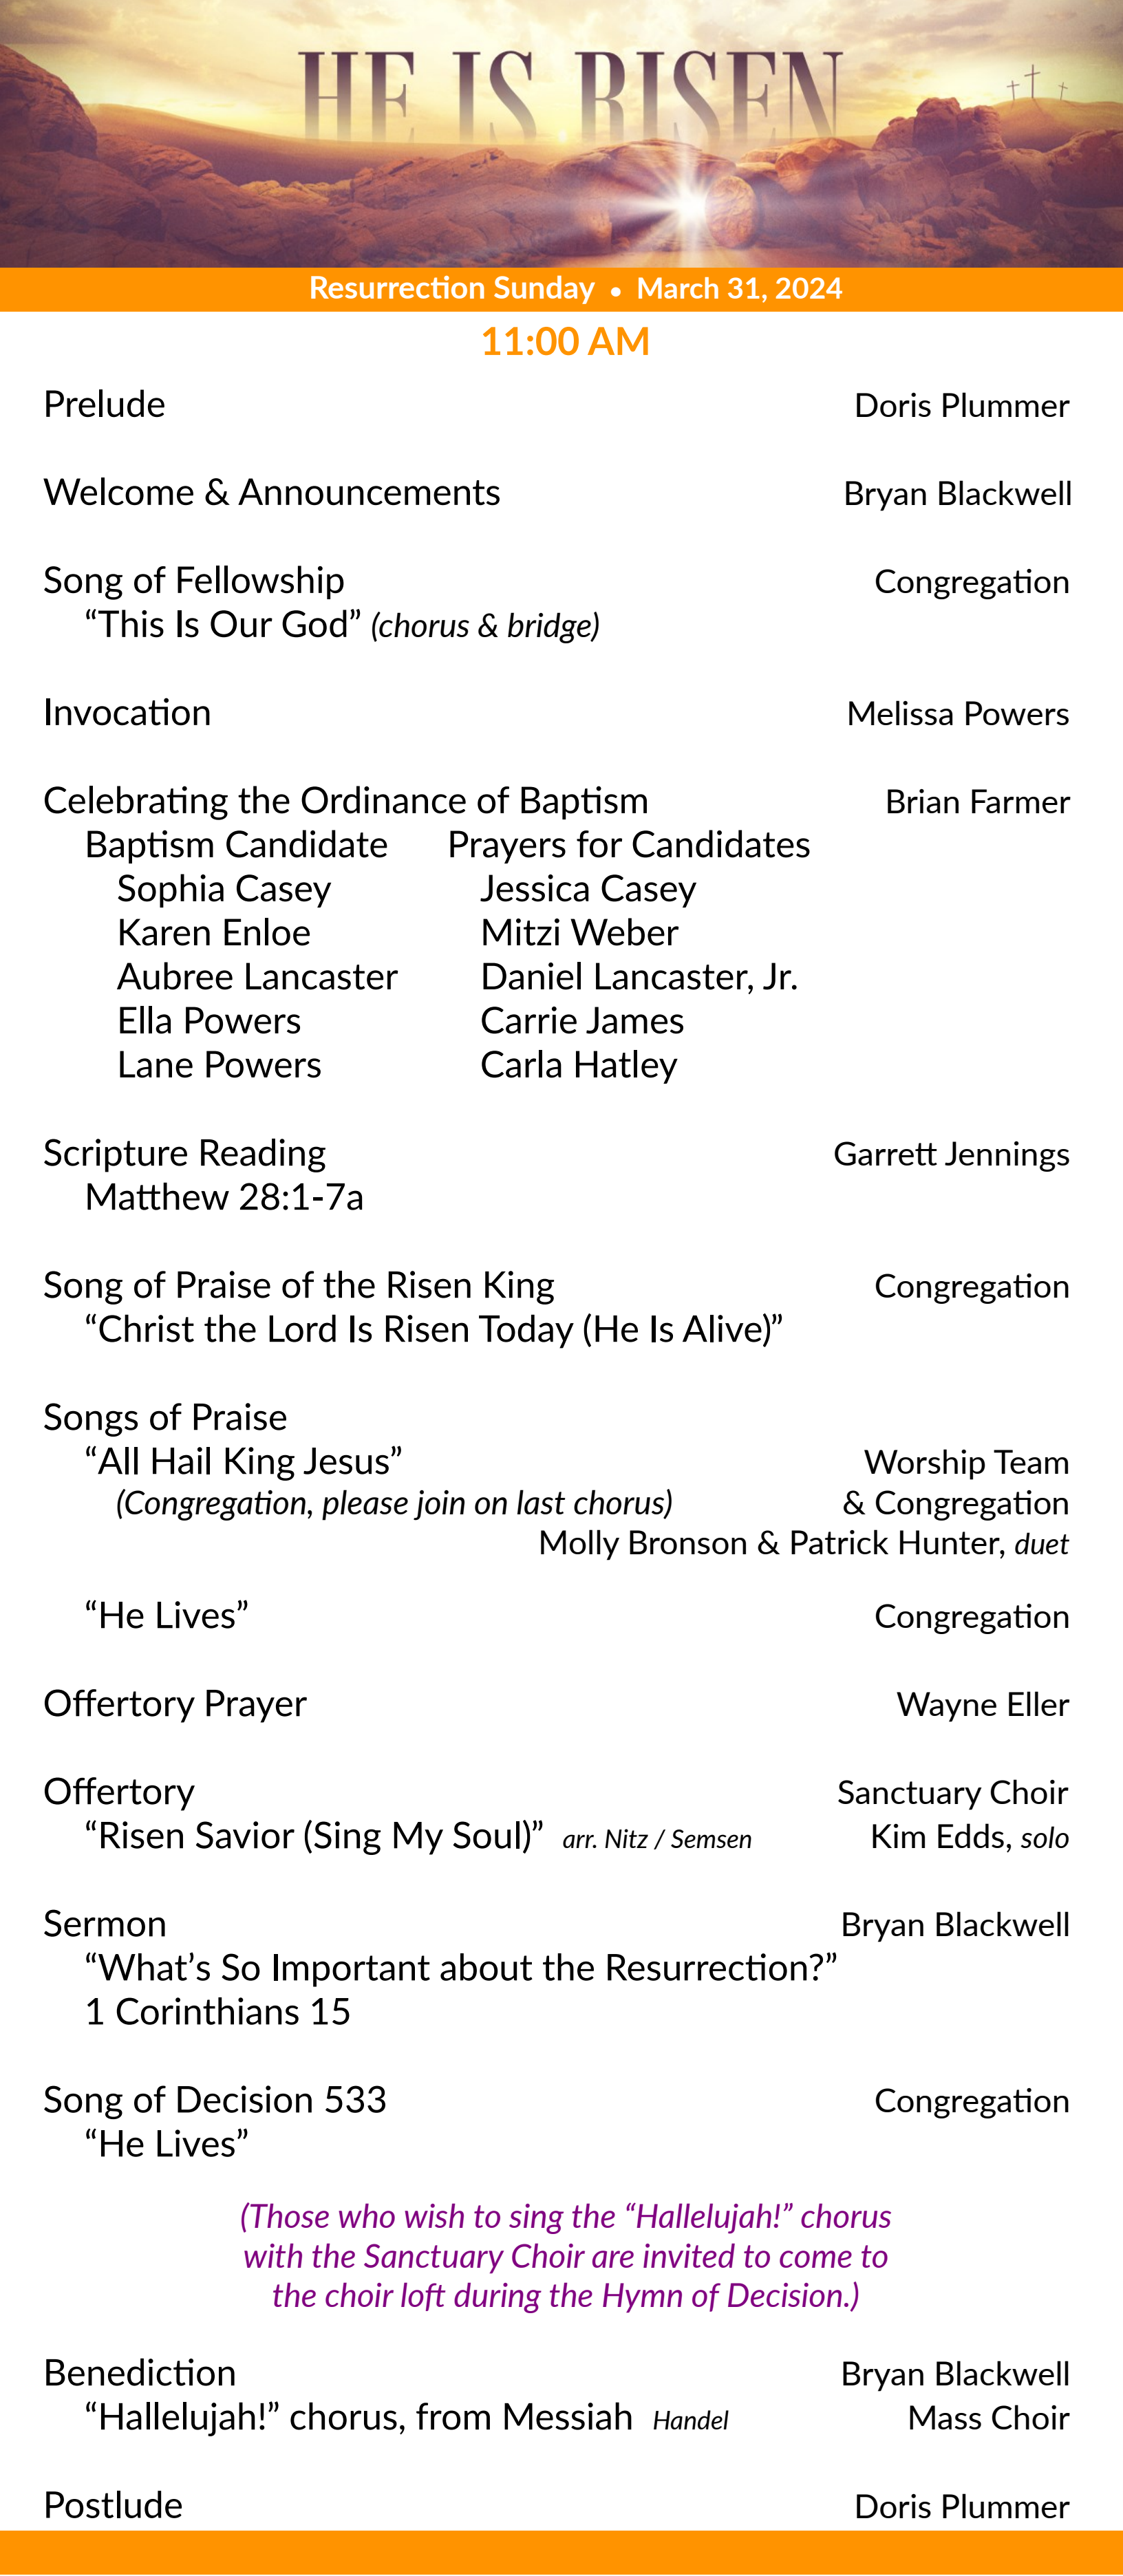 HE IS RISEN
Resurrection Sunday • March 31, 2024
11:00 AM
Prelude Doris Plummer
Welcome & Announcements Bryan Blackwell
Song of Fellowship Congregation
“This Is Our God” (chorus & bridge)
Invocation Melissa Powers
Celebrating the Ordinance of Baptism Brian Farmer
Baptism Candidate Prayers for Candidates
Sophia Casey Jessica Casey
Karen Enloe Mitzi Weber
Aubree Lancaster Daniel Lancaster, Jr.
Ella Powers Carrie James
Lane Powers Carla Hatley
Scripture Reading Garrett Jennings
Matthew 28:1-7a
Song of Praise of the Risen King Congregation
“Christ the Lord Is Risen Today (He Is Alive)”
Songs of Praise
“All Hail King Jesus” Worship Team
(Congregation, please join on last chorus) & Congregation
Molly Bronson & Patrick Hunter, duet
“He Lives” Congregation
Offertory Prayer Wayne Eller
Offertory Sanctuary Choir
“Risen Savior (Sing My Soul)” arr. Nitz / Semsen Kim Edds, solo
Sermon Bryan Blackwell
“What’s So Important about the Resurrection?”
1 Corinthians 15
Song of Decision 533 Congregation
“He Lives”
(Those who wish to sing the “Hallelujah!” chorus
with the Sanctuary Choir are invited to come to
the choir loft during the Hymn of Decision.)
Benediction Bryan Blackwell
“Hallelujah!” chorus, from Messiah Handel Mass Choir
Postlude Doris Plummer